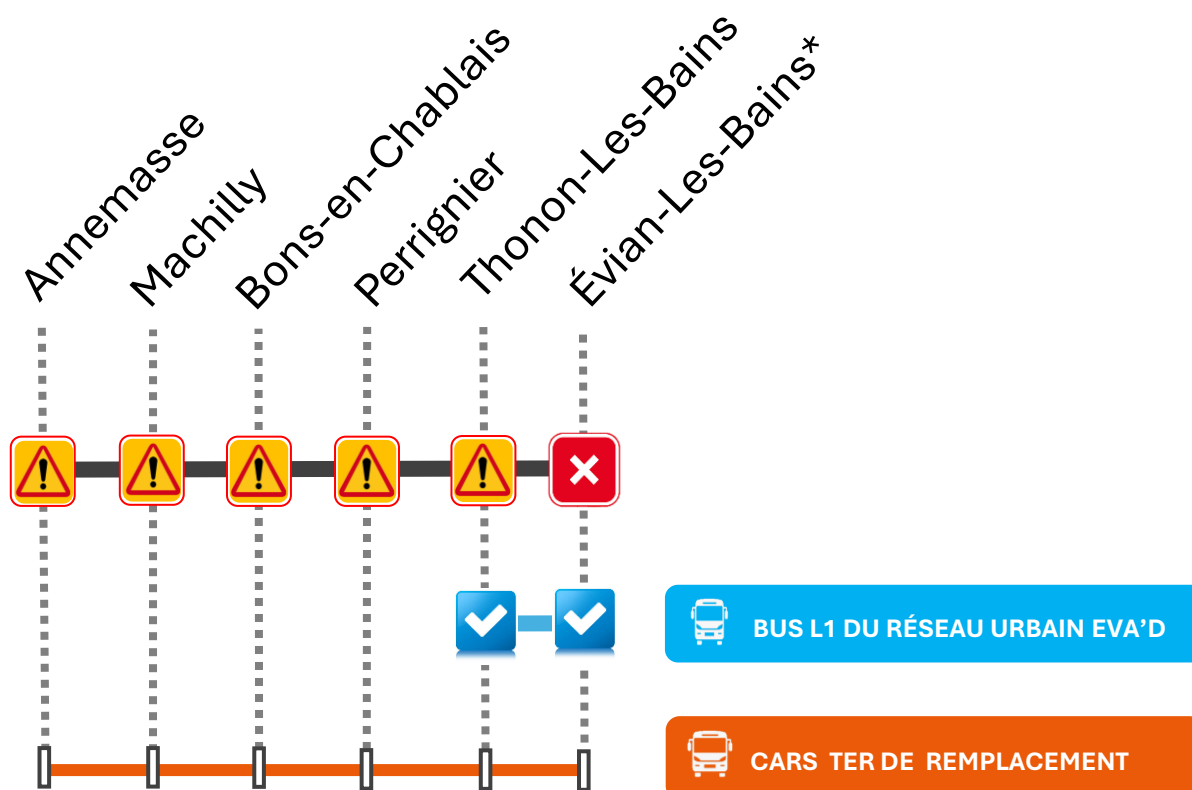 Annemasse
Machilly
Bons-en-Chablais
Perrignier
Thonon-Les-Bains
Évian-Les-Bains*
BUS L1 DU RÉSEAU URBAIN EVA’D
CARS TER DE REMPLACEMENT